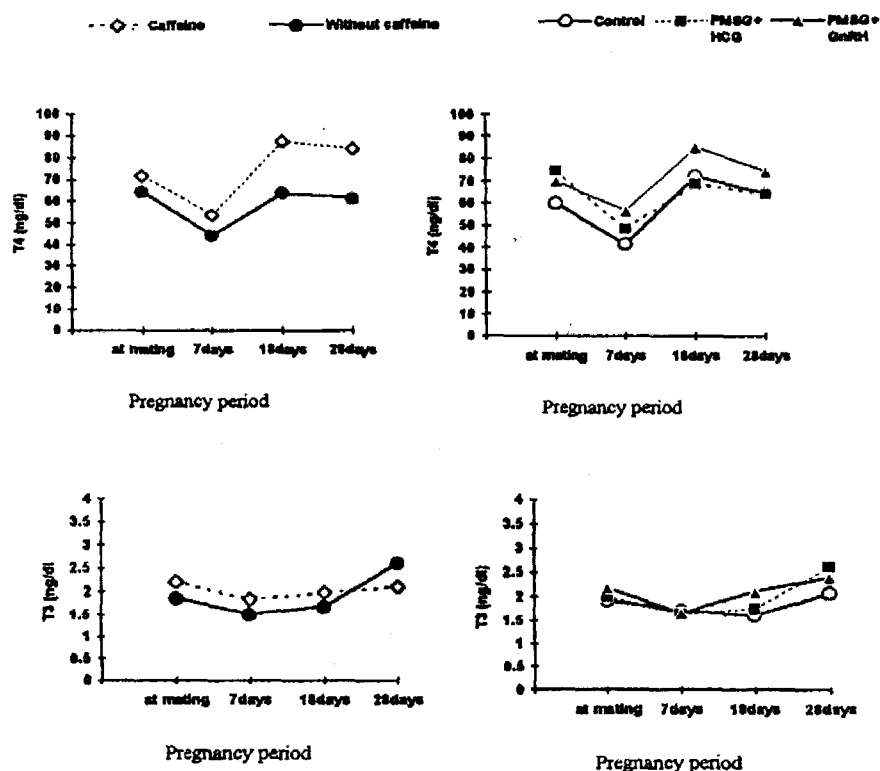 Caffeine Without caffeine
Control PMSG+ HCG PMSG+ GnRH
100
90
80
70
60
50
40
30
20
10
0
T4 (ng/dl)
at mating 7days 18days 28days
Pregnancy period
100
90
80
70
60
50
40
30
20
10
0
T4 (ng/dl)
at mating 7days 18days 28days
Pregnancy period
4
3.5
3
2.5
2
1.5
1
0.5
0
T3 (ng/dl)
at mating 7days 18days 28days
Pregnancy period
4
3.5
3
2.5
2
1.5
1
0.5
0
T3 (ng/dl)
at mating 7days 18days 28days
Pregnancy period